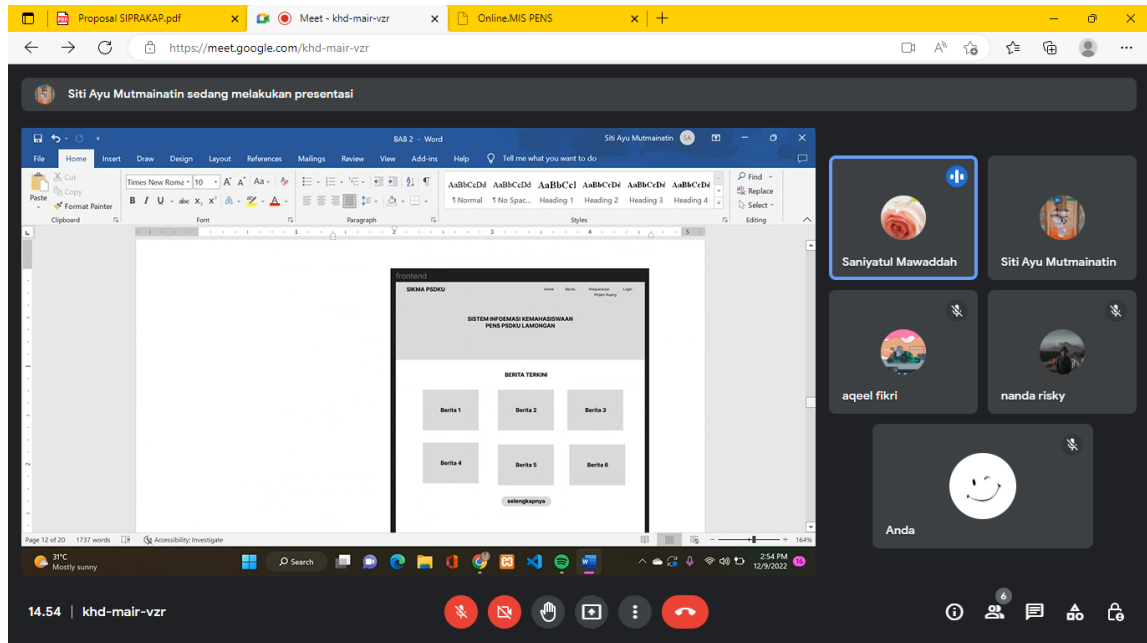 Proposal SIPRAKAP.pdf
Meet - khd-mair-vzr
Online.MIS PENS
https://meet.google.com/khd-mair-vzr
Siti Ayu Mutmainatin sedang melakukan presentasi
BAB 2 - Word
Siti Ayu Mutmainatin
SA
File Home Insert Draw Design Layout References Mailings Review View Add-ins Help Tell me what you want to do
Paste
Cut
Copy
Format Painter
Clipboard
Times New Roma 10
Font
Paragraph
AaBbCcDd AaBbCcDd AaBbCcI AaBbCcDd AaBbCcDd AaBbCcDd
¶ Normal ¶ No Spac... Heading 1 Heading 2 Heading 3 Heading 4
Styles
Find
Replace
Select
Editing
frontend
SIKMA PSDKU
Home Berita Peminjaman Login
Ruang
SISTEM INFOEMASI KEMAHASISWAAN
PENS PSDKU LAMONGAN
BERITA TERKINI
Berita 1 Berita 2 Berita 3
Berita 4 Berita 5 Berita 6
selengkapnya
Page 12 of 20 1737 words Accessibility: Investigate
164%
31°C
Mostly sunny
Search
2:54 PM
12/9/2022
16
Saniyatul Mawaddah
Siti Ayu Mutmainatin
aqeel fikri
nanda risky
Anda
14.54 | khd-mair-vzr
6